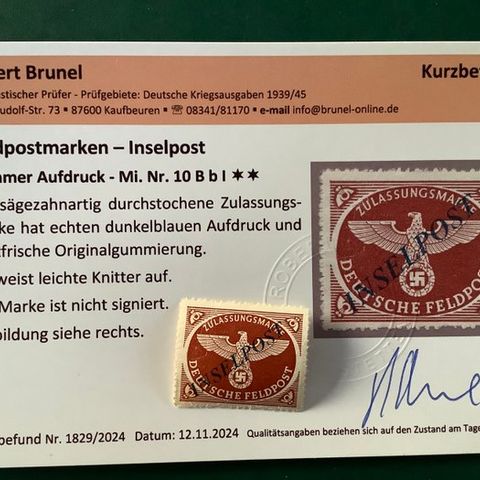 ert Brunel
Kurzbe
istischer Prüfer - Prüfgebiete: Deutsche Kriegsausgaben 1939/45
udolf-Str. 73 ▪ 87600 Kaufbeuren ▪ ☏ 08341/81170 ▪ e-mail info@brunel-online.de
dpostmarken – Inselpost
mer Aufdruck - Mi. Nr. 10 B b I ★★
sägezahnartig durchstochene Zulassungs-
ke hat echten dunkelblauen Aufdruck und
tfrische Originalgummierung.
weist leichte Knitter auf.
Marke ist nicht signiert.
bildung siehe rechts.
ZULASSUNGSMARKE
INSELPOST
DEUTSCHE FELDPOST
ZULASSUNGSMARKE
INSELPOST
DEUTSCHE FELDPOST
befund Nr. 1829/2024 Datum: 12.11.2024 Qualitätsangaben beziehen sich auf den Zustand am Tage